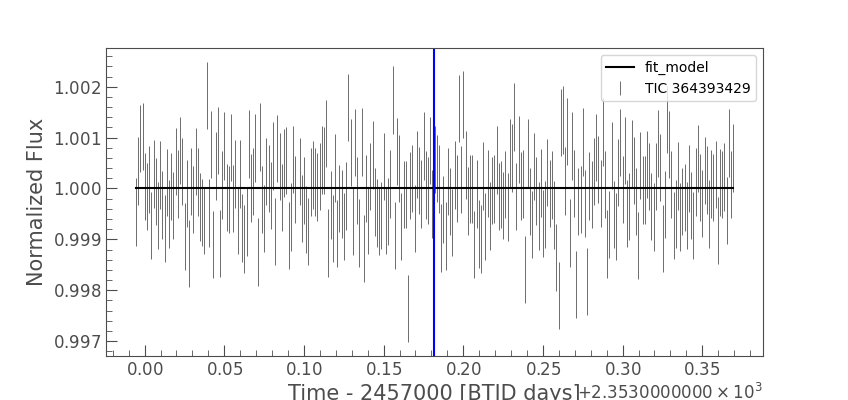 fit_model
TIC 364393429
Normalized Flux
1.002
1.001
1.000
0.999
0.998
0.997
0.00 0.05 0.10 0.15 0.20 0.25 0.30 0.35
Time - 2457000 [BTJD days]
+2.3530000000 × 10³